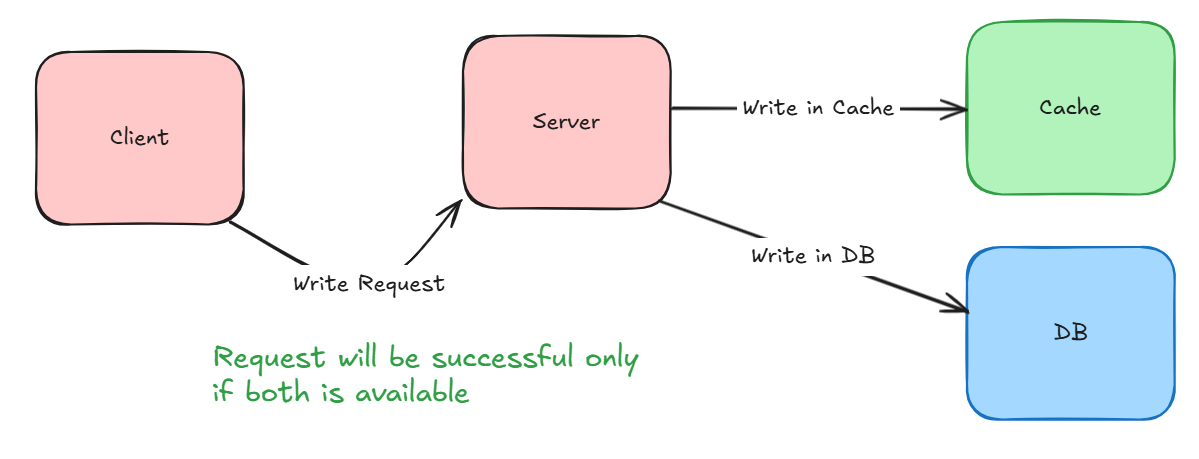 Client
Server
Write in Cache
Cache
Write Request
Write in DB
DB
Request will be successful only
if both is available